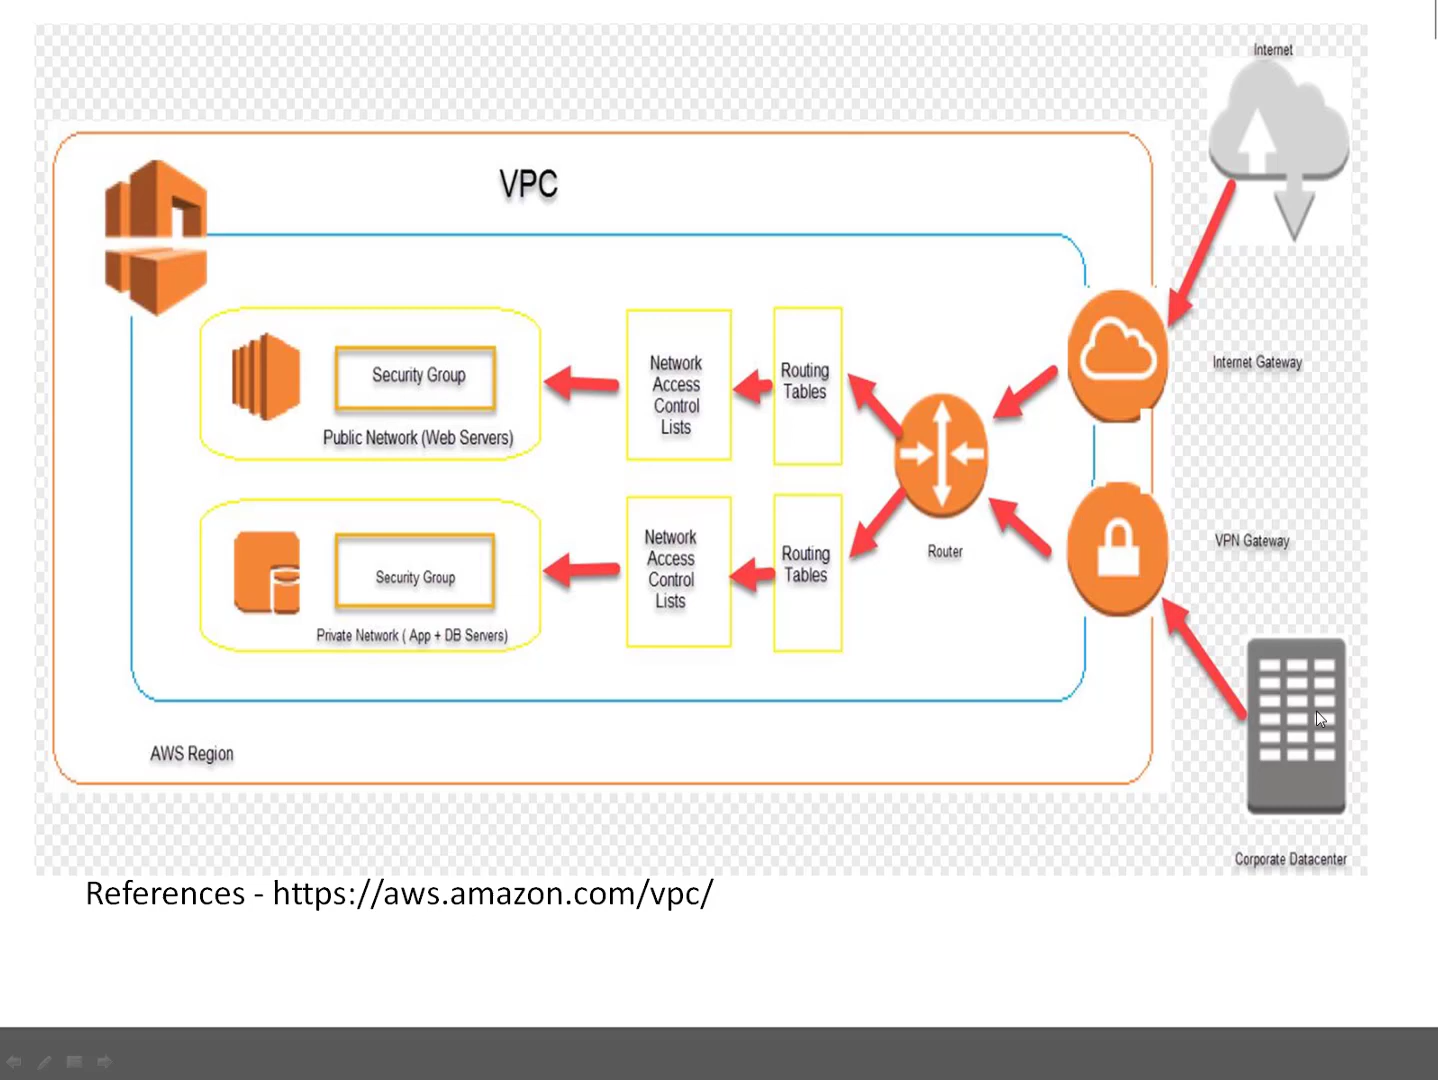 Internet
VPC
Internet Gateway
Security Group
Public Network (Web Servers)
Network
Access
Control
Lists
Routing
Tables
Router
VPN Gateway
Security Group
Private Network ( App + DB Servers)
Network
Access
Control
Lists
Routing
Tables
AWS Region
Corporate Datacenter
References - https://aws.amazon.com/vpc/